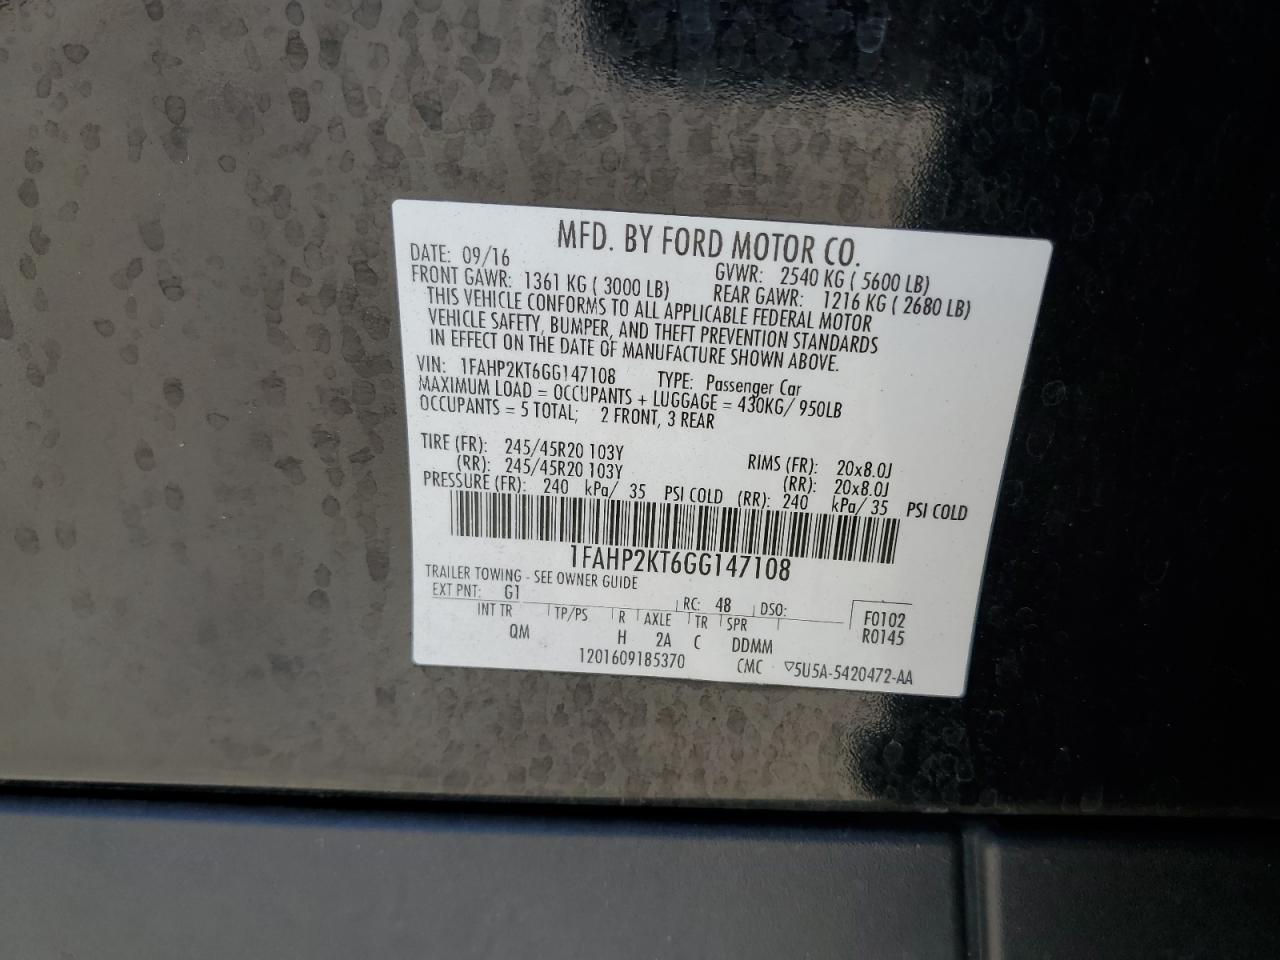 MFD. BY FORD MOTOR CO.
DATE: 09/16 GVWR: 2540 KG ( 5600 LB)
FRONT GAWR: 1361 KG ( 3000 LB) REAR GAWR: 1216 KG ( 2680 LB)
THIS VEHICLE CONFORMS TO ALL APPLICABLE FEDERAL MOTOR
VEHICLE SAFETY, BUMPER, AND THEFT PREVENTION STANDARDS
IN EFFECT ON THE DATE OF MANUFACTURE SHOWN ABOVE.
VIN: 1FAHP2KT6GG147108 TYPE: Passenger Car
MAXIMUM LOAD = OCCUPANTS + LUGGAGE = 430KG/ 950LB
OCCUPANTS = 5 TOTAL; 2 FRONT, 3 REAR
TIRE (FR): 245/45R20 103Y RIMS (FR): 20x8.0J
(RR): 245/45R20 103Y (RR): 20x8.0J
PRESSURE (FR): 240 kPa/ 35 PSI COLD (RR): 240 kPa/ 35 PSI COLD
1FAHP2KT6GG147108
TRAILER TOWING - SEE OWNER GUIDE
EXT PNT: G1 RC: 48 DSO: F0102
INT TR TP/PS R AXLE TR SPR R0145
QM H 2A C DDMM
1201609185370 CMC ▽5U5A-5420472-AA